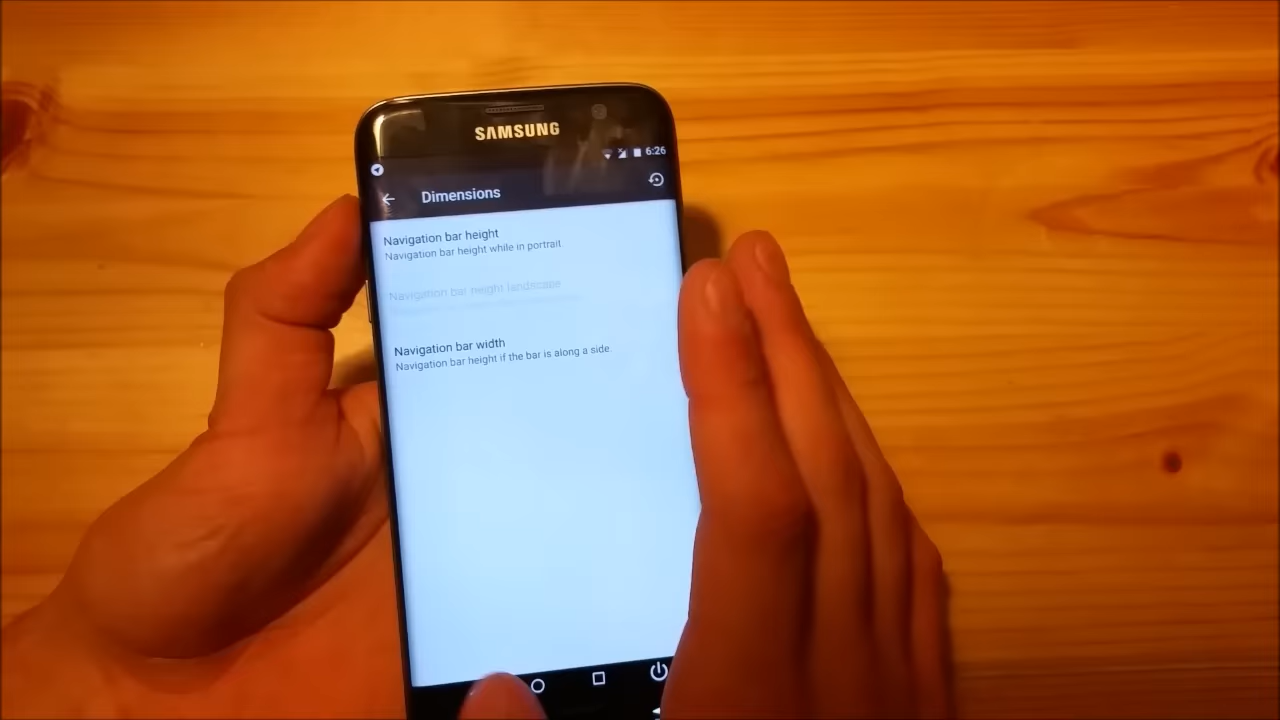 SAMSUNG
6:26
Dimensions
Navigation bar height
Navigation bar height while in portrait.
Navigation bar height landscape
Navigation bar width
Navigation bar height if the bar is along a side.